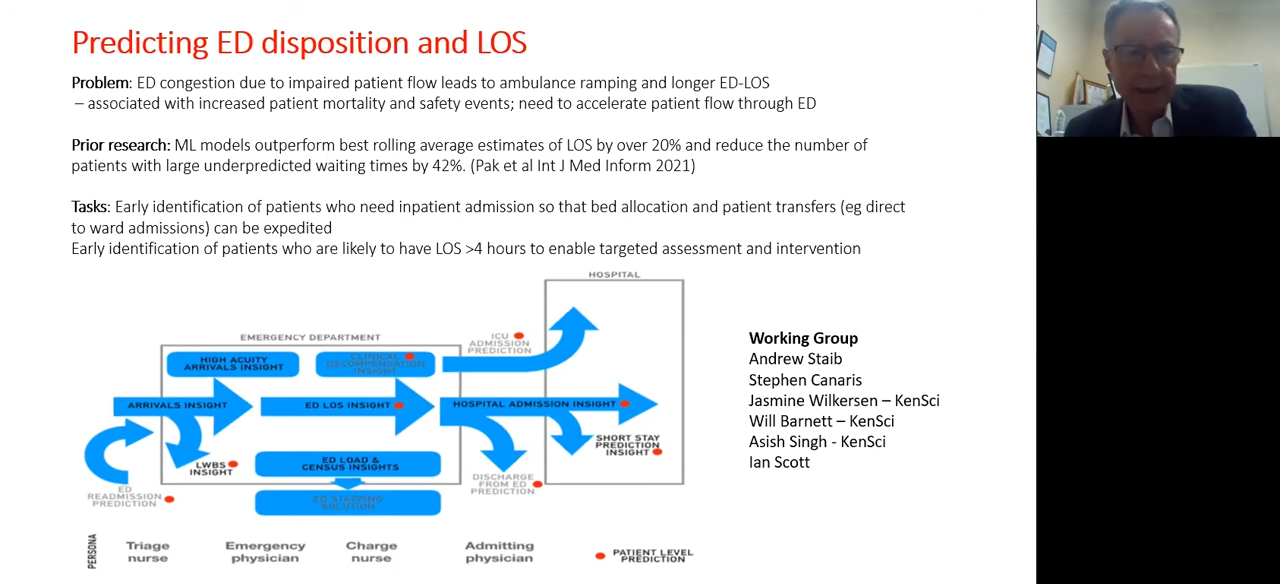 Predicting ED disposition and LOS
Problem: ED congestion due to impaired patient flow leads to ambulance ramping and longer ED-LOS
– associated with increased patient mortality and safety events; need to accelerate patient flow through ED
Prior research: ML models outperform best rolling average estimates of LOS by over 20% and reduce the number of
patients with large underpredicted waiting times by 42%. (Pak et al Int J Med Inform 2021)
Tasks: Early identification of patients who need inpatient admission so that bed allocation and patient transfers (eg direct
to ward admissions) can be expedited
Early identification of patients who are likely to have LOS >4 hours to enable targeted assessment and intervention
HOSPITAL
EMERGENCY DEPARTMENT
ICU
ADMISSION
PREDICTION
HIGH ACUITY
ARRIVALS INSIGHT
CLINICAL
DECOMPENSATION
INSIGHT
ARRIVALS INSIGHT
ED LOS INSIGHT
HOSPITAL ADMISSION INSIGHT
LWBS
INSIGHT
ED LOAD &
CENSUS INSIGHTS
SHORT STAY
PREDICTION
INSIGHT
ED
READMISSION
PREDICTION
ED STAFFING
SOLUTION
DISCHARGE
FROM ED
PREDICTION
PERSONA
Triage
nurse
Emergency
physician
Charge
nurse
Admitting
physician
PATIENT LEVEL
PREDICTION
Working Group
Andrew Staib
Stephen Canaris
Jasmine Wilkersen – KenSci
Will Barnett – KenSci
Asish Singh - KenSci
Ian Scott